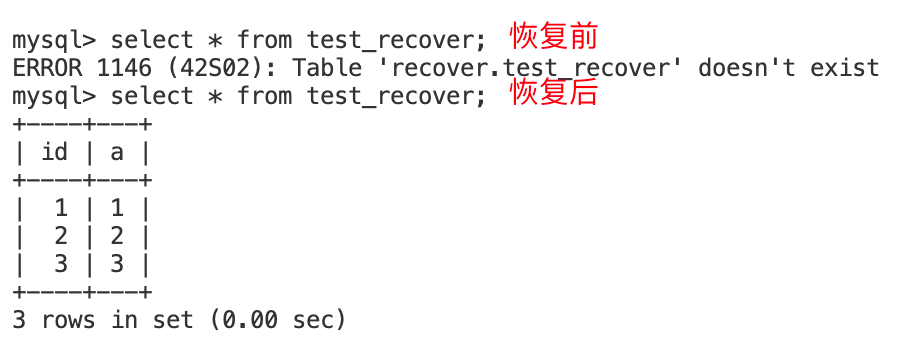 mysql> select * from test_recover; 恢复前
ERROR 1146 (42S02): Table 'recover.test_recover' doesn't exist
mysql> select * from test_recover; 恢复后
+----+---+
| id | a |
+----+---+
|  1 | 1 |
|  2 | 2 |
|  3 | 3 |
+----+---+
3 rows in set (0.00 sec)